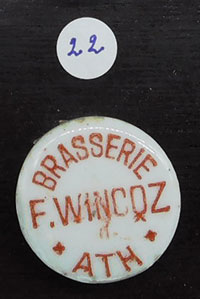 22
BRASSERIE
F. WINCQZ
ATH